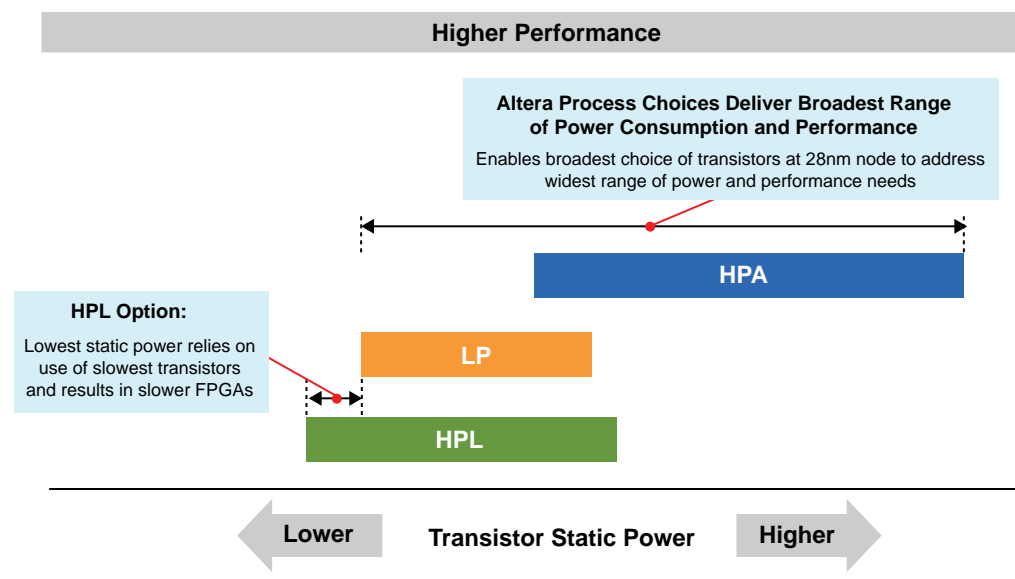 Higher Performance
Altera Process Choices Deliver Broadest Range
of Power Consumption and Performance
Enables broadest choice of transistors at 28nm node to address
widest range of power and performance needs
HPA
HPL Option:
Lowest static power relies on
use of slowest transistors
and results in slower FPGAs
LP
HPL
Lower
Transistor Static Power
Higher